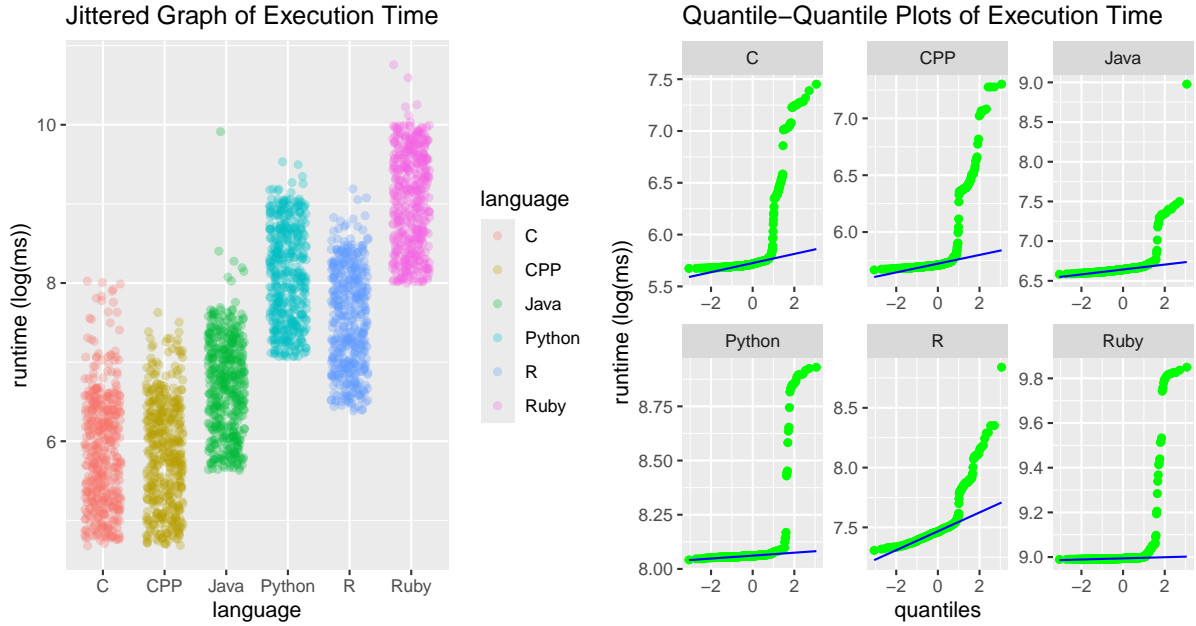 Jittered Graph of Execution Time
10
8
6
runtime (log(ms))
C
CPP
Java
Python
R
Ruby
language
language
C
CPP
Java
Python
R
Ruby
Quantile−Quantile Plots of Execution Time
C
CPP
Java
7.5
7.0
6.5
6.0
5.5
7.0
6.0
9.0
8.5
8.0
7.5
7.0
6.5
−2
0
2
−2
0
2
−2
0
2
Python
R
Ruby
8.75
8.50
8.25
8.00
8.5
8.0
7.5
9.8
9.6
9.4
9.2
9.0
−2
0
2
−2
0
2
−2
0
2
runtime (log(ms))
quantiles